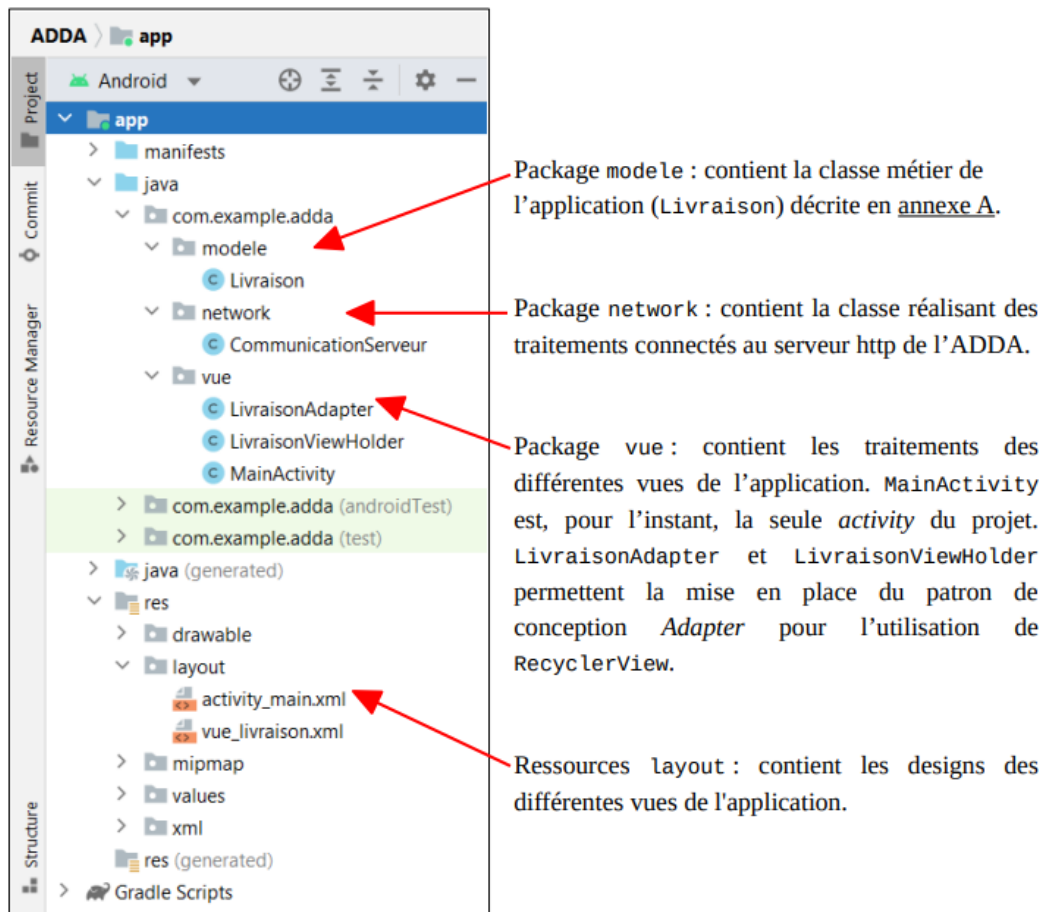 ADDA app
Project
Commit
Resource Manager
Structure
Android
app
manifests
java
com.example.adda
modele
Livraison
network
CommunicationServeur
vue
LivraisonAdapter
LivraisonViewHolder
MainActivity
com.example.adda (androidTest)
com.example.adda (test)
java (generated)
res
drawable
layout
activity_main.xml
vue_livraison.xml
mipmap
values
xml
res (generated)
Gradle Scripts
Package modele : contient la classe métier de
l’application (Livraison) décrite en annexe A.
Package network : contient la classe réalisant des
traitements connectés au serveur http de l’ADDA.
Package vue : contient les traitements des
différentes vues de l’application. MainActivity
est, pour l’instant, la seule activity du projet.
LivraisonAdapter et LivraisonViewHolder
permettent la mise en place du patron de
conception Adapter pour l’utilisation de
RecyclerView.
Ressources layout : contient les designs des
différentes vues de l'application.